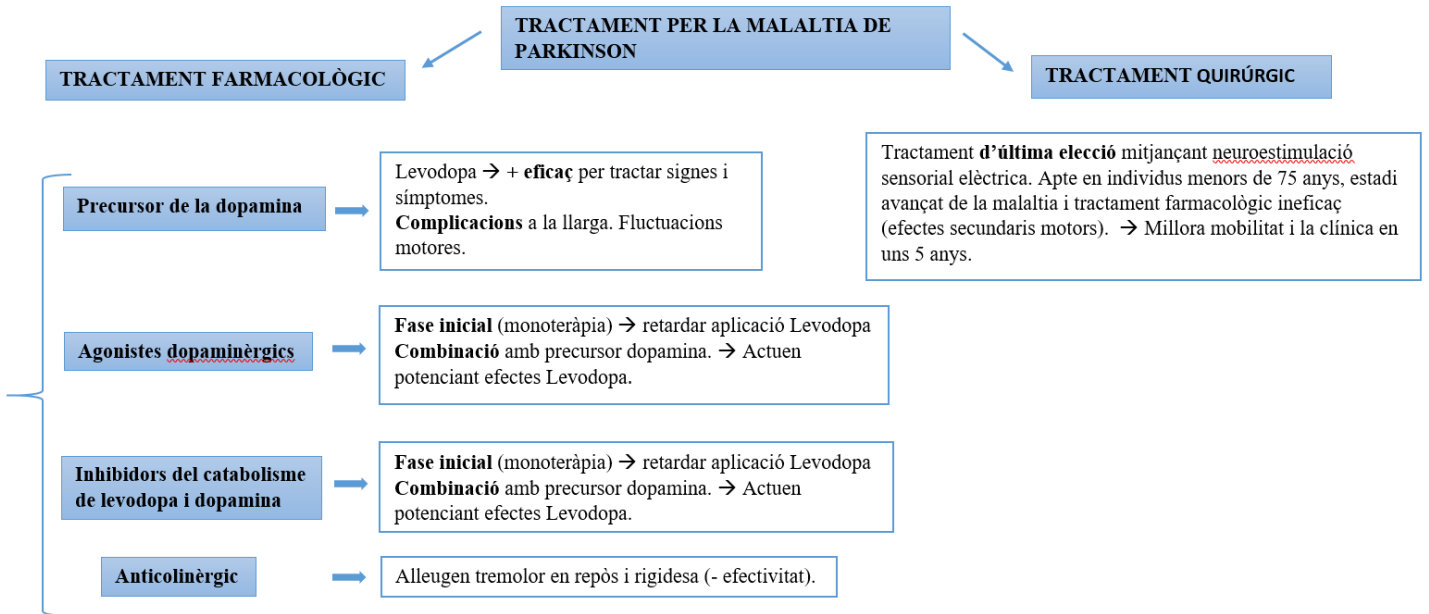 TRACTAMENT PER LA MALALTIA DE
PARKINSON
TRACTAMENT FARMACOLÒGIC
TRACTAMENT QUIRÚRGIC
Precursor de la dopamina
Levodopa → + eficaç per tractar signes i
símptomes.
Complicacions a la llarga. Fluctuacions
motores.
Tractament d’última elecció mitjançant neuroestimulació
sensorial elèctrica. Apte en individus menors de 75 anys, estadi
avançat de la malaltia i tractament farmacològic ineficaç
(efectes secundaris motors). → Millora mobilitat i la clínica en
uns 5 anys.
Agonistes dopaminèrgics
Fase inicial (monoteràpia) → retardar aplicació Levodopa
Combinació amb precursor dopamina. → Actuen
potenciant efectes Levodopa.
Inhibidors del catabolisme
de levodopa i dopamina
Fase inicial (monoteràpia) → retardar aplicació Levodopa
Combinació amb precursor dopamina. → Actuen
potenciant efectes Levodopa.
Anticolinèrgic
Alleugen tremolor en repòs i rigidesa (- efectivitat).